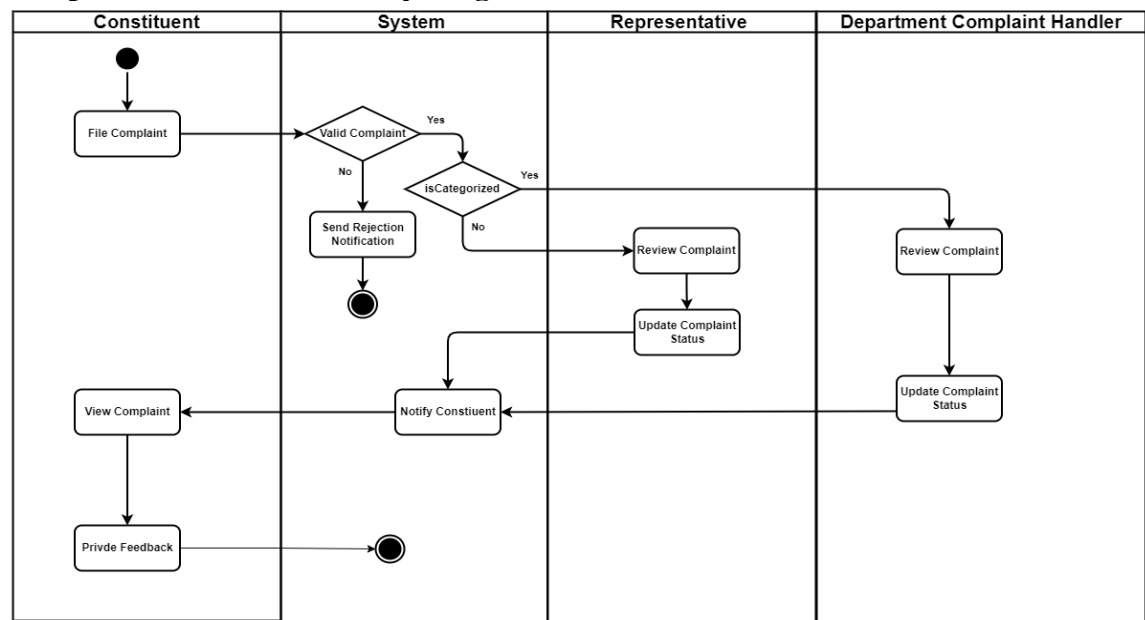 Constituent
System
Representative
Department Complaint Handler
File Complaint
Valid Complaint
Yes
No
isCategorized
Yes
No
Send Rejection
Notification
Review Complaint
Review Complaint
Update Complaint
Status
Update Complaint
Status
View Complaint
Notify Constiuent
Privde Feedback